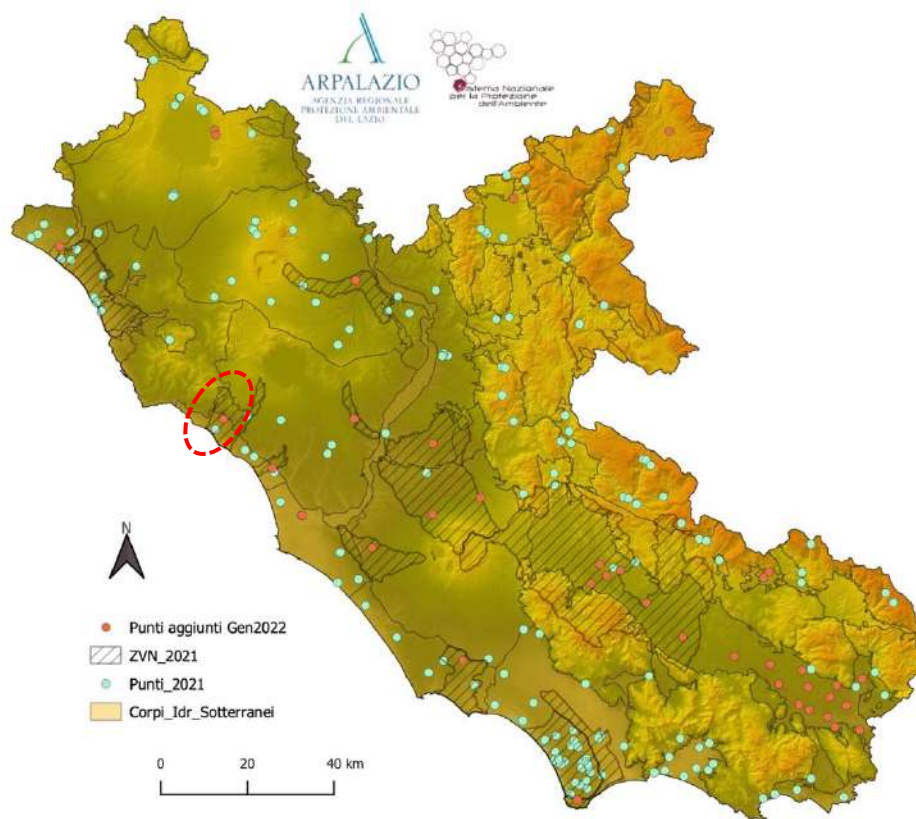 ARPALAZIO
AGENZIA REGIONALE
PROTEZIONE AMBIENTALE
DEL LAZIO
Sistema Nazionale
per la Protezione
dell'Ambiente
N
Punti aggiunti Gen2022
ZVN_2021
Punti_2021
Corpi_Idr_Sotterranei
0 20 40 km